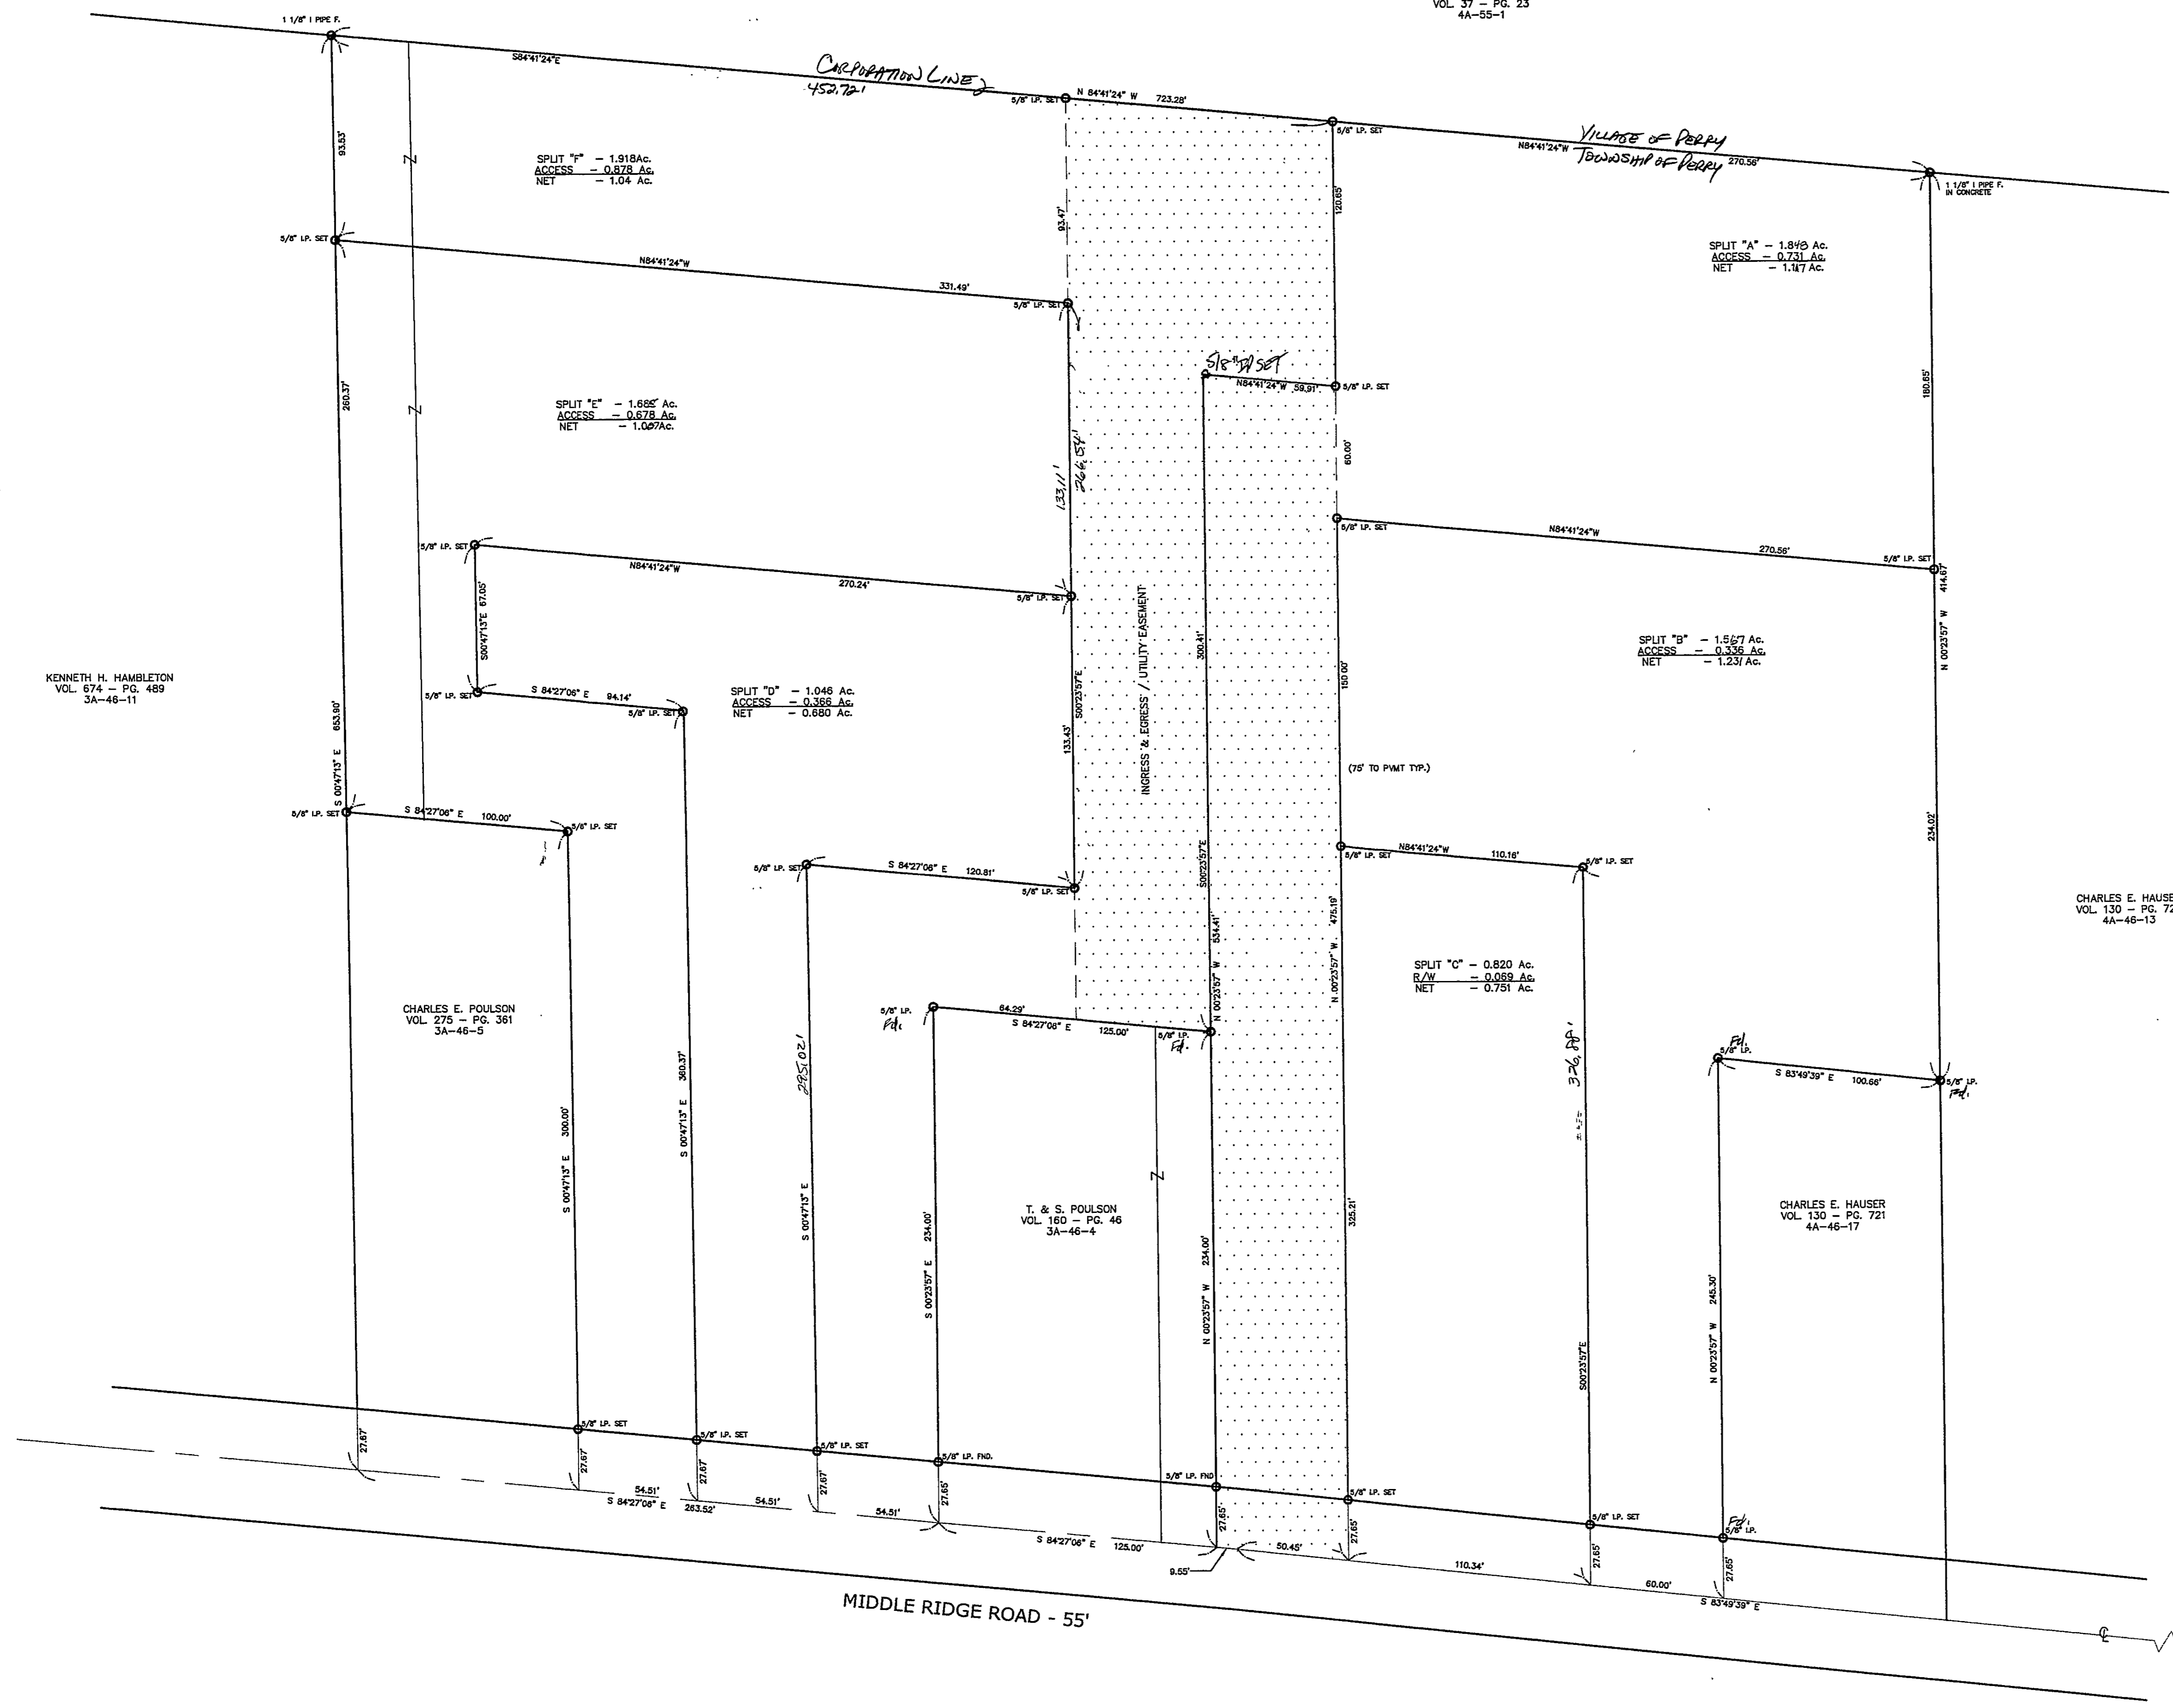 VOL. 37 – PG. 23
4A–55–1
1 1/8" I PIPE F.
S84°41'24"E
CORPORATION LINE
452.72'
5/8" I.P. SET
N 84°41'24" W 723.28'
5/8" I.P. SET
N84°41'24"W
VILLAGE OF PERRY
TOWNSHIP OF PERRY
270.56'
1 1/8" I PIPE F.
IN CONCRETE
93.53'
SPLIT "F" – 1.918Ac.
ACCESS – 0.878 Ac.
NET – 1.04 Ac.
93.47'
120.65'
SPLIT "A" – 1.848 Ac.
ACCESS – 0.731 Ac.
NET – 1.117 Ac.
5/8" I.P. SET
N84°41'24"W
331.49'
5/8" I.P. SET
260.37'
5/8" IP SET
N84°41'24"W 59.91'
5/8" I.P. SET
180.65'
SPLIT "E" – 1.685 Ac.
ACCESS – 0.678 Ac.
NET – 1.007Ac.
133.11'
266.54'
60.00'
5/8" I.P. SET
N84°41'24"W
270.24'
5/8" I.P. SET
5/8" I.P. SET
N84°41'24"W
270.56'
5/8" I.P. SET
N 00°23'57" W 414.67'
S00°47'13"E 67.05'
INGRESS & EGRESS / UTILITY EASEMENT
300.41'
150.00'
SPLIT "B" – 1.567 Ac.
ACCESS – 0.336 Ac.
NET – 1.231 Ac.
KENNETH H. HAMBLETON
VOL. 674 – PG. 489
3A–46–11
S 00°47'13" E 653.90'
5/8" I.P. SET
S 84°27'06" E 94.14'
5/8" I.P. SET
SPLIT "D" – 1.046 Ac.
ACCESS – 0.366 Ac.
NET – 0.680 Ac.
S00°23'57"E
133.43'
(75' TO PVMT TYP.)
5/8" I.P. SET
S 84°27'06" E 100.00'
5/8" I.P. SET
5/8" I.P. SET
S 84°27'06" E 120.81'
5/8" I.P. SET
S00°23'57"E
5/8" I.P. SET
N84°41'24"W 110.16'
5/8" I.P. SET
234.02'
CHARLES E. HAUSE
VOL. 130 – PG. 72
4A–46–13
N 00°23'57" W 534.41'
N 00°23'57" W 475.19'
SPLIT "C" – 0.820 Ac.
R/W – 0.069 Ac.
NET – 0.751 Ac.
CHARLES E. POULSON
VOL. 275 – PG. 361
3A–46–5
5/8" I.P.
Fd.
64.29'
S 84°27'06" E 125.00'
5/8" I.P.
Fd.
S 00°47'13" E 300.00'
S 00°47'13" E 360.37'
295.02'
S 00°47'13" E
S 00°23'57" E 234.00'
326.88'
S00°23'57"E
Fd.
5/8" I.P.
S 83°49'39" E 100.66'
5/8" I.P.
Fd.
T. & S. POULSON
VOL. 160 – PG. 46
3A–46–4
N 00°23'57" W 234.00'
325.21'
N 00°23'57" W 245.30'
CHARLES E. HAUSER
VOL. 130 – PG. 721
4A–46–17
5/8" I.P. SET
5/8" I.P. SET
5/8" I.P. SET
5/8" I.P. FND.
5/8" I.P. FND
5/8" I.P. SET
5/8" I.P. SET
Fd.
5/8" I.P.
27.67'
27.67'
27.67'
27.67'
27.65'
27.65'
27.65'
27.65'
27.65'
54.51'
S 84°27'06" E 263.52'
54.51'
54.51'
S 84°27'06" E 125.00'
9.55'
50.45'
110.34'
60.00'
S 83°49'39" E
MIDDLE RIDGE ROAD - 55'